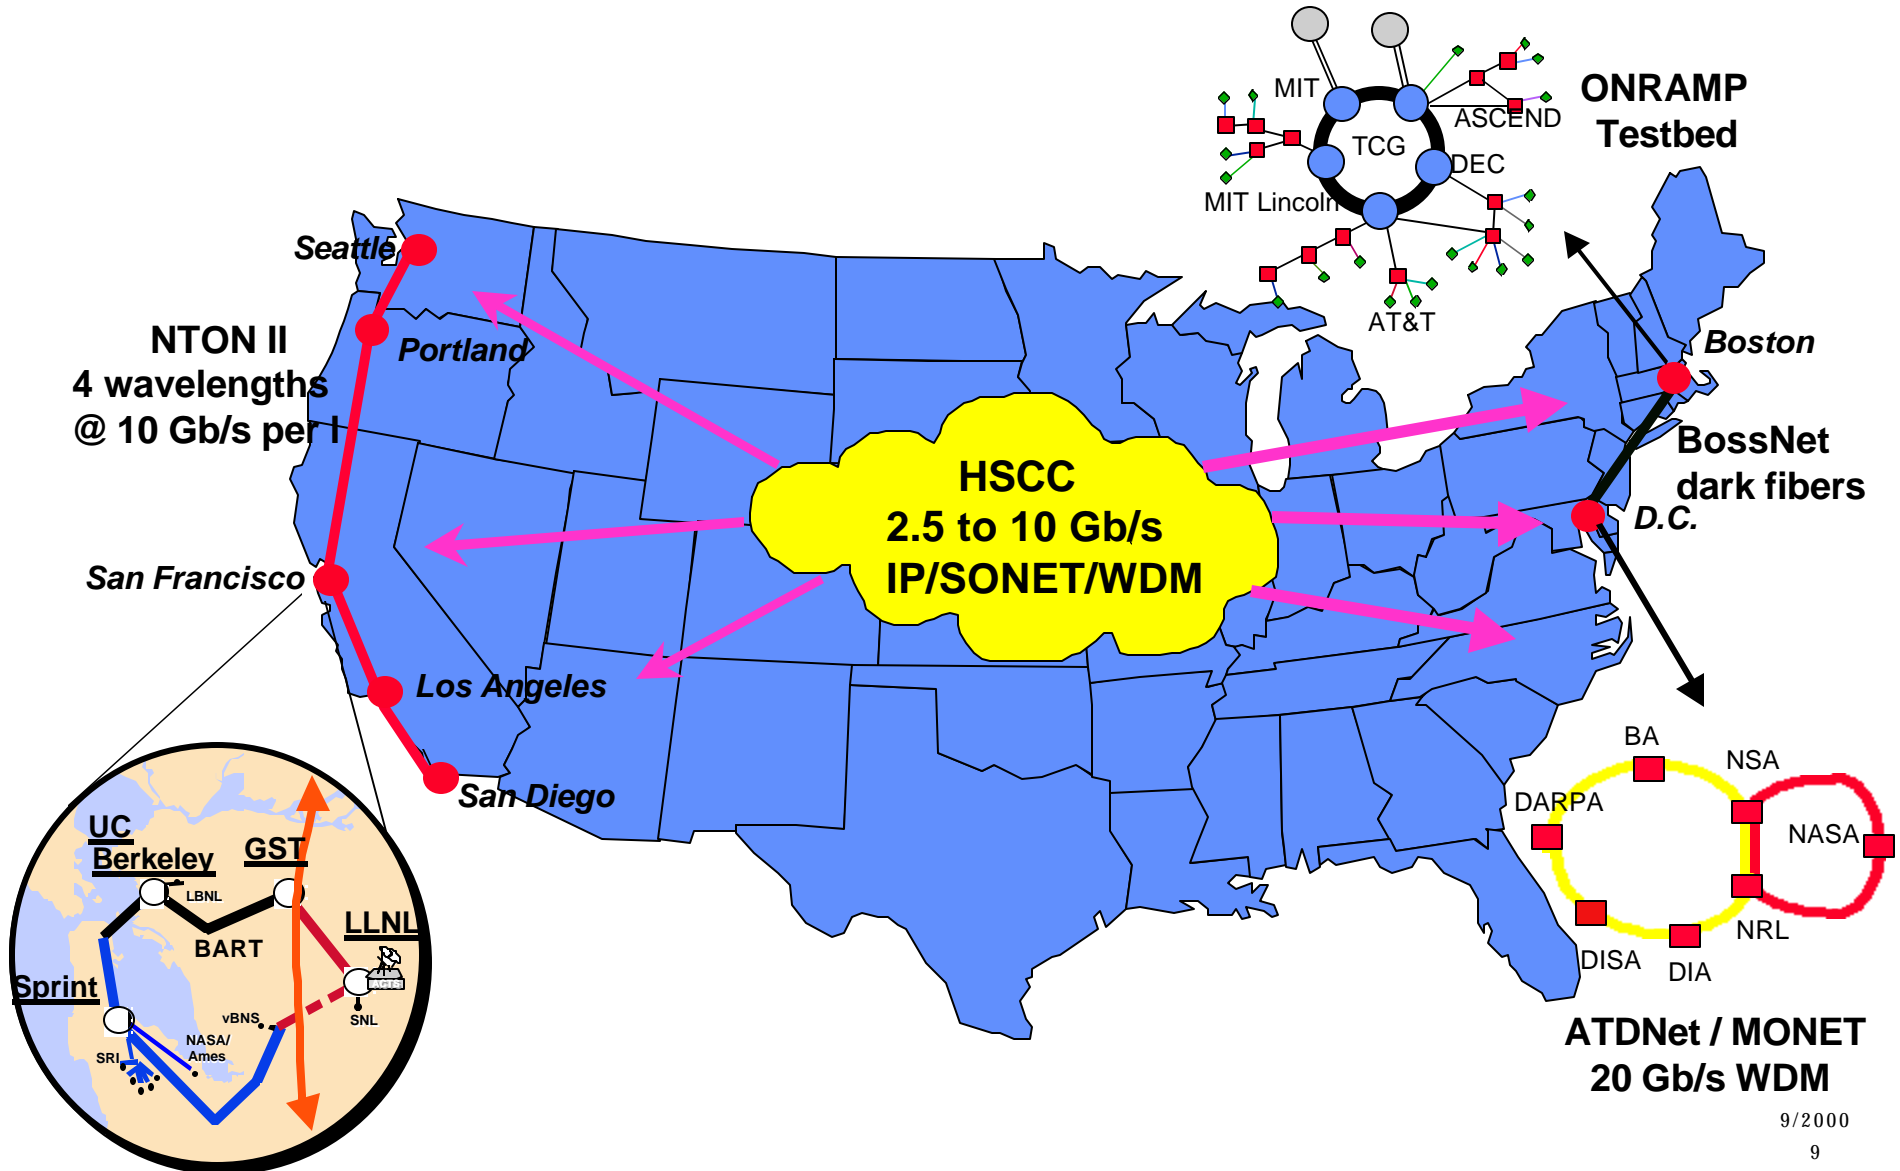 MIT
TCG
ASCEND
DEC
MIT Lincoln
AT&T
ONRAMP
Testbed
Seattle
Portland
NTON II
4 wavelengths
@ 10 Gb/s per l
San Francisco
Los Angeles
San Diego
HSCC
2.5 to 10 Gb/s
IP/SONET/WDM
Boston
BossNet
dark fibers
D.C.
UC
Berkeley
GST
LBNL
BART
LLNL
ACTS
SNL
Sprint
vBNS
NASA/
Ames
SRI
BA
NSA
DARPA
NASA
DISA
DIA
NRL
ATDNet / MONET
20 Gb/s WDM
9/2000
9